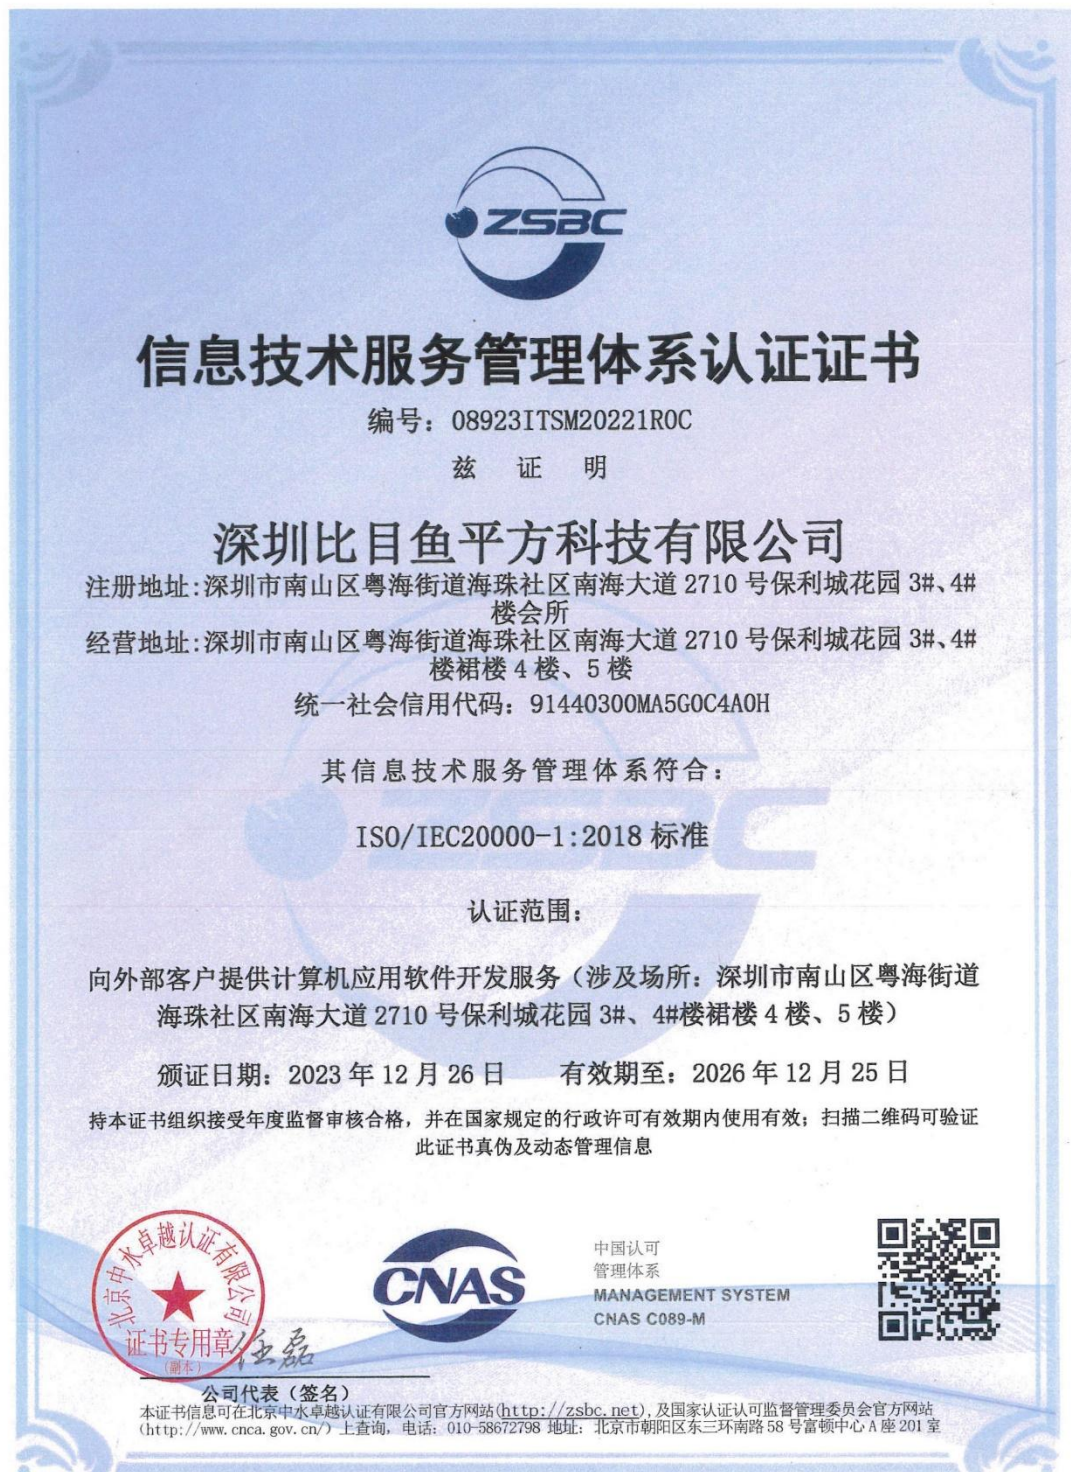 ZSBC
信息技术服务管理体系认证证书
编号：08923ITSM20221R0C
兹 证 明
深圳比目鱼平方科技有限公司
注册地址:深圳市南山区粤海街道海珠社区南海大道 2710 号保利城花园 3#、4#
楼会所
经营地址:深圳市南山区粤海街道海珠社区南海大道 2710 号保利城花园 3#、4#
楼裙楼 4 楼、5 楼
统一社会信用代码：91440300MA5G0C4A0H
其信息技术服务管理体系符合：
ISO/IEC20000-1:2018 标准
认证范围：
向外部客户提供计算机应用软件开发服务（涉及场所：深圳市南山区粤海街道
海珠社区南海大道 2710 号保利城花园 3#、4#楼裙楼 4 楼、5 楼）
颁证日期：2023 年 12 月 26 日 有效期至：2026 年 12 月 25 日
持本证书组织接受年度监督审核合格，并在国家规定的行政许可有效期内使用有效；扫描二维码可验证
此证书真伪及动态管理信息
北京中水卓越认证有限公司
证书专用章
（副本）
任磊
CNAS
中国认可
管理体系
MANAGEMENT SYSTEM
CNAS C089-M
公司代表（签名）
本证书信息可在北京中水卓越认证有限公司官方网站(http://zsbc.net)，及国家认证认可监督管理委员会官方网站
(http://www.cnca.gov.cn/) 上查询，电话：010-58672798 地址：北京市朝阳区东三环南路 58 号富顿中心 A 座 201 室